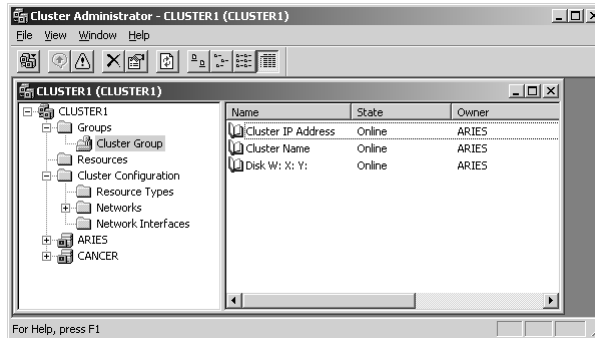 Cluster Administrator - CLUSTER1 (CLUSTER1)
File View Window Help
CLUSTER1 (CLUSTER1)
CLUSTER1
Groups
Cluster Group
Resources
Cluster Configuration
Resource Types
Networks
Network Interfaces
ARIES
CANCER
Name State Owner
Cluster IP Address Online ARIES
Cluster Name Online ARIES
Disk W: X: Y: Online ARIES
For Help, press F1